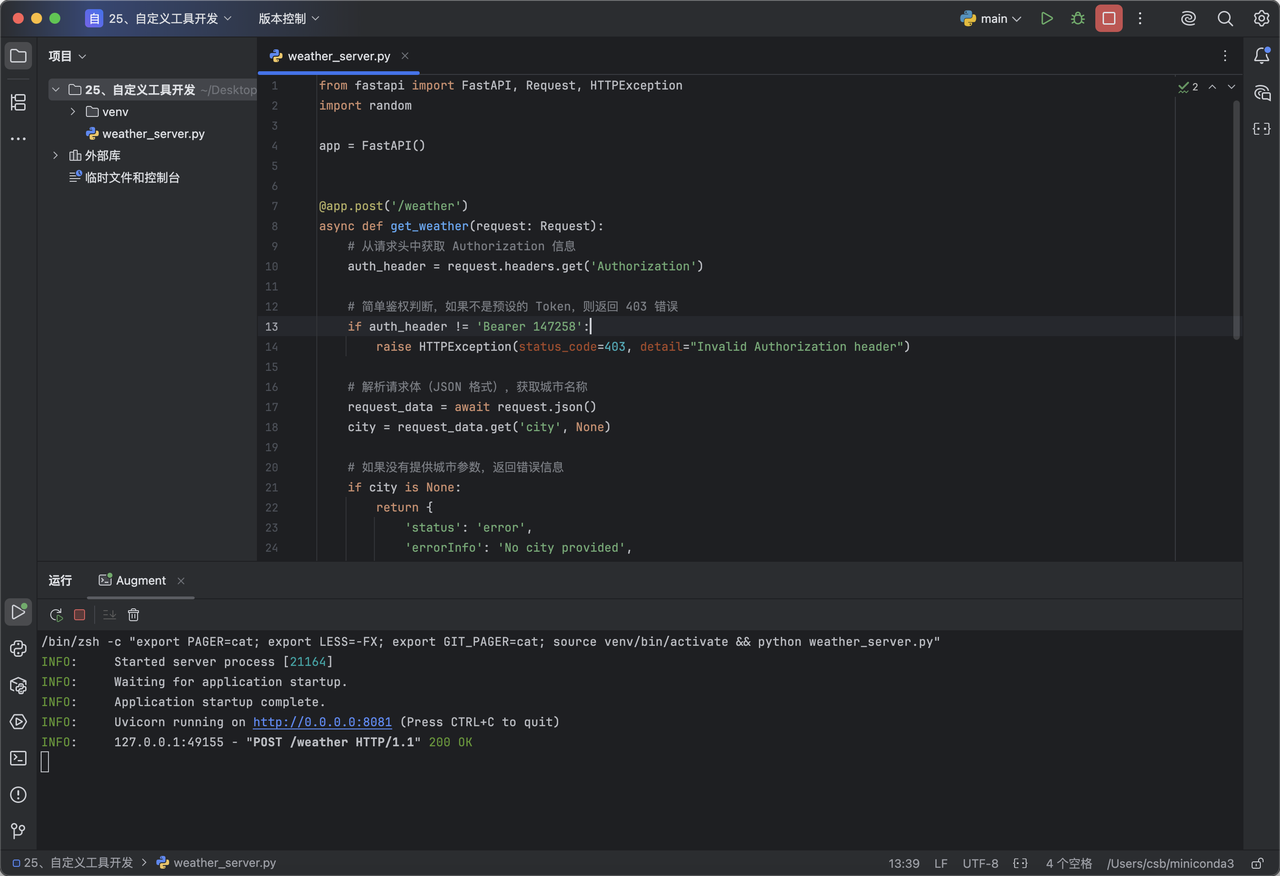 自 25、自定义工具开发 版本控制 main
项目
25、自定义工具开发 ~/Desktop
venv
weather_server.py
外部库
临时文件和控制台
weather_server.py
2
1 from fastapi import FastAPI, Request, HTTPException
2 import random
3
4 app = FastAPI()
5
6
7 @app.post('/weather')
8 async def get_weather(request: Request):
9     # 从请求头中获取 Authorization 信息
10     auth_header = request.headers.get('Authorization')
11
12     # 简单鉴权判断，如果不是预设的 Token，则返回 403 错误
13     if auth_header != 'Bearer 147258':
14         raise HTTPException(status_code=403, detail="Invalid Authorization header")
15
16     # 解析请求体（JSON 格式），获取城市名称
17     request_data = await request.json()
18     city = request_data.get('city', None)
19
20     # 如果没有提供城市参数，返回错误信息
21     if city is None:
22         return {
23             'status': 'error',
24             'errorInfo': 'No city provided',
运行 Augment
/bin/zsh -c "export PAGER=cat; export LESS=-FX; export GIT_PAGER=cat; source venv/bin/activate && python weather_server.py"
INFO:     Started server process [21164]
INFO:     Waiting for application startup.
INFO:     Application startup complete.
INFO:     Uvicorn running on http://0.0.0.0:8081 (Press CTRL+C to quit)
INFO:     127.0.0.1:49155 - "POST /weather HTTP/1.1" 200 OK
25、自定义工具开发 weather_server.py 13:39 LF UTF-8 4 个空格 /Users/csb/miniconda3